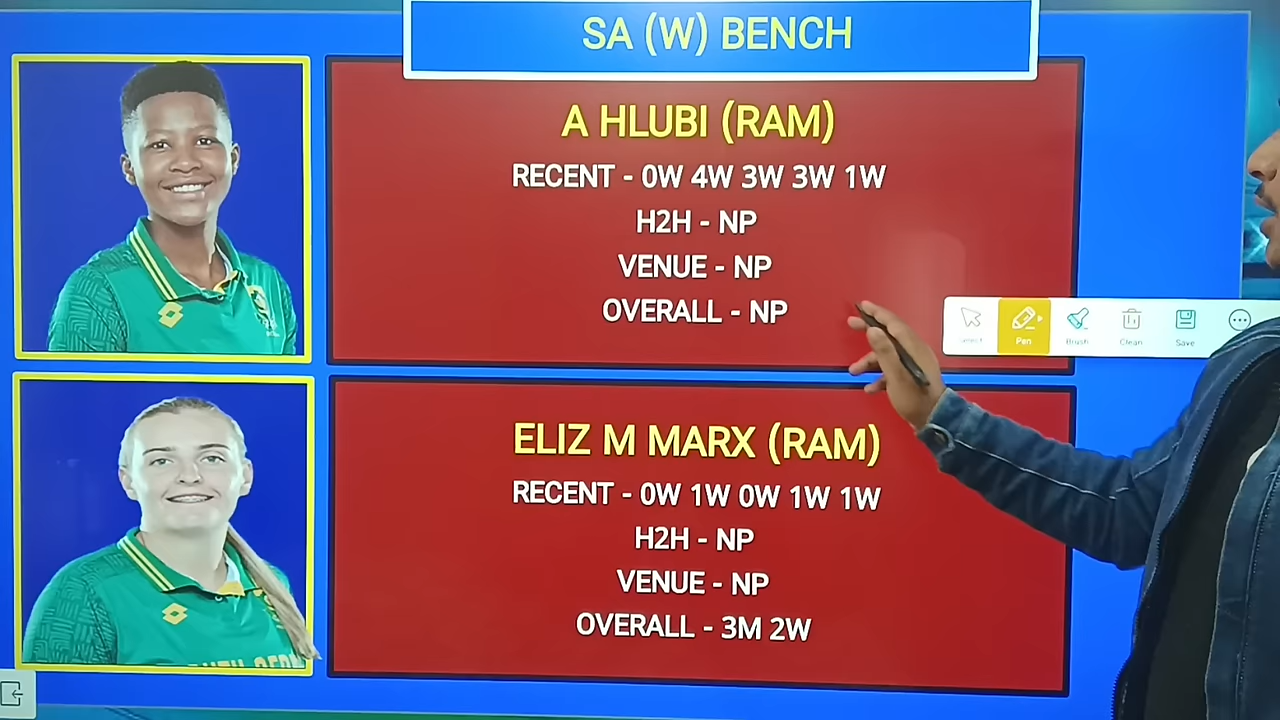 SA (W) BENCH
A HLUBI (RAM)
RECENT - 0W 4W 3W 3W 1W
H2H - NP
VENUE - NP
OVERALL - NP
Select
Pen
Brush
Clean
Save
ELIZ M MARX (RAM)
RECENT - 0W 1W 0W 1W 1W
H2H - NP
VENUE - NP
OVERALL - 3M 2W